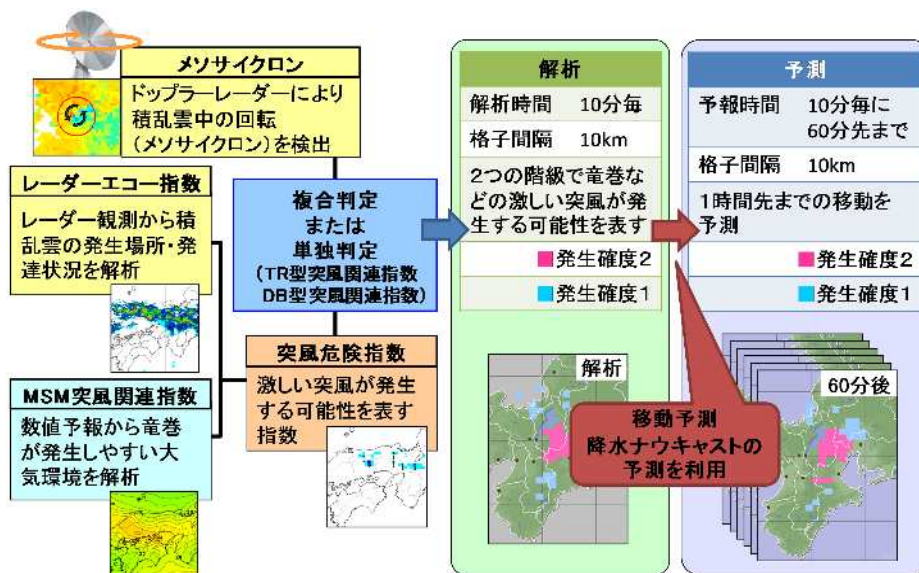 メソサイクロン
ドップラーレーダーにより
積乱雲中の回転
(メソサイクロン)を検出
レーダーエコー指数
レーダー観測から積
乱雲の発生場所・発
達状況を解析
MSM突風関連指数
数値予報から竜巻
が発生しやすい大
気環境を解析
複合判定
または
単独判定
(TR型突風関連指数
DB型突風関連指数)
突風危険指数
激しい突風が発生
する可能性を表す
指数
解析
解析時間 10分毎
格子間隔 10km
2つの階級で竜巻な
どの激しい突風が発
生する可能性を表す
発生確度2
発生確度1
解析
移動予測
降水ナウキャストの
予測を利用
予測
予報時間 10分毎に
60分先まで
格子間隔 10km
1時間先までの移動を
予測
発生確度2
発生確度1
60分後